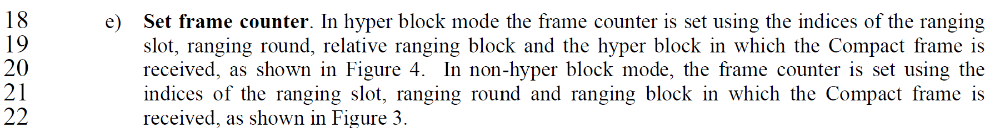 18 e) Set frame counter. In hyper block mode the frame counter is set using the indices of the ranging
19 slot, ranging round, relative ranging block and the hyper block in which the Compact frame is
20 received, as shown in Figure 4. In non-hyper block mode, the frame counter is set using the
21 indices of the ranging slot, ranging round and ranging block in which the Compact frame is
22 received, as shown in Figure 3.